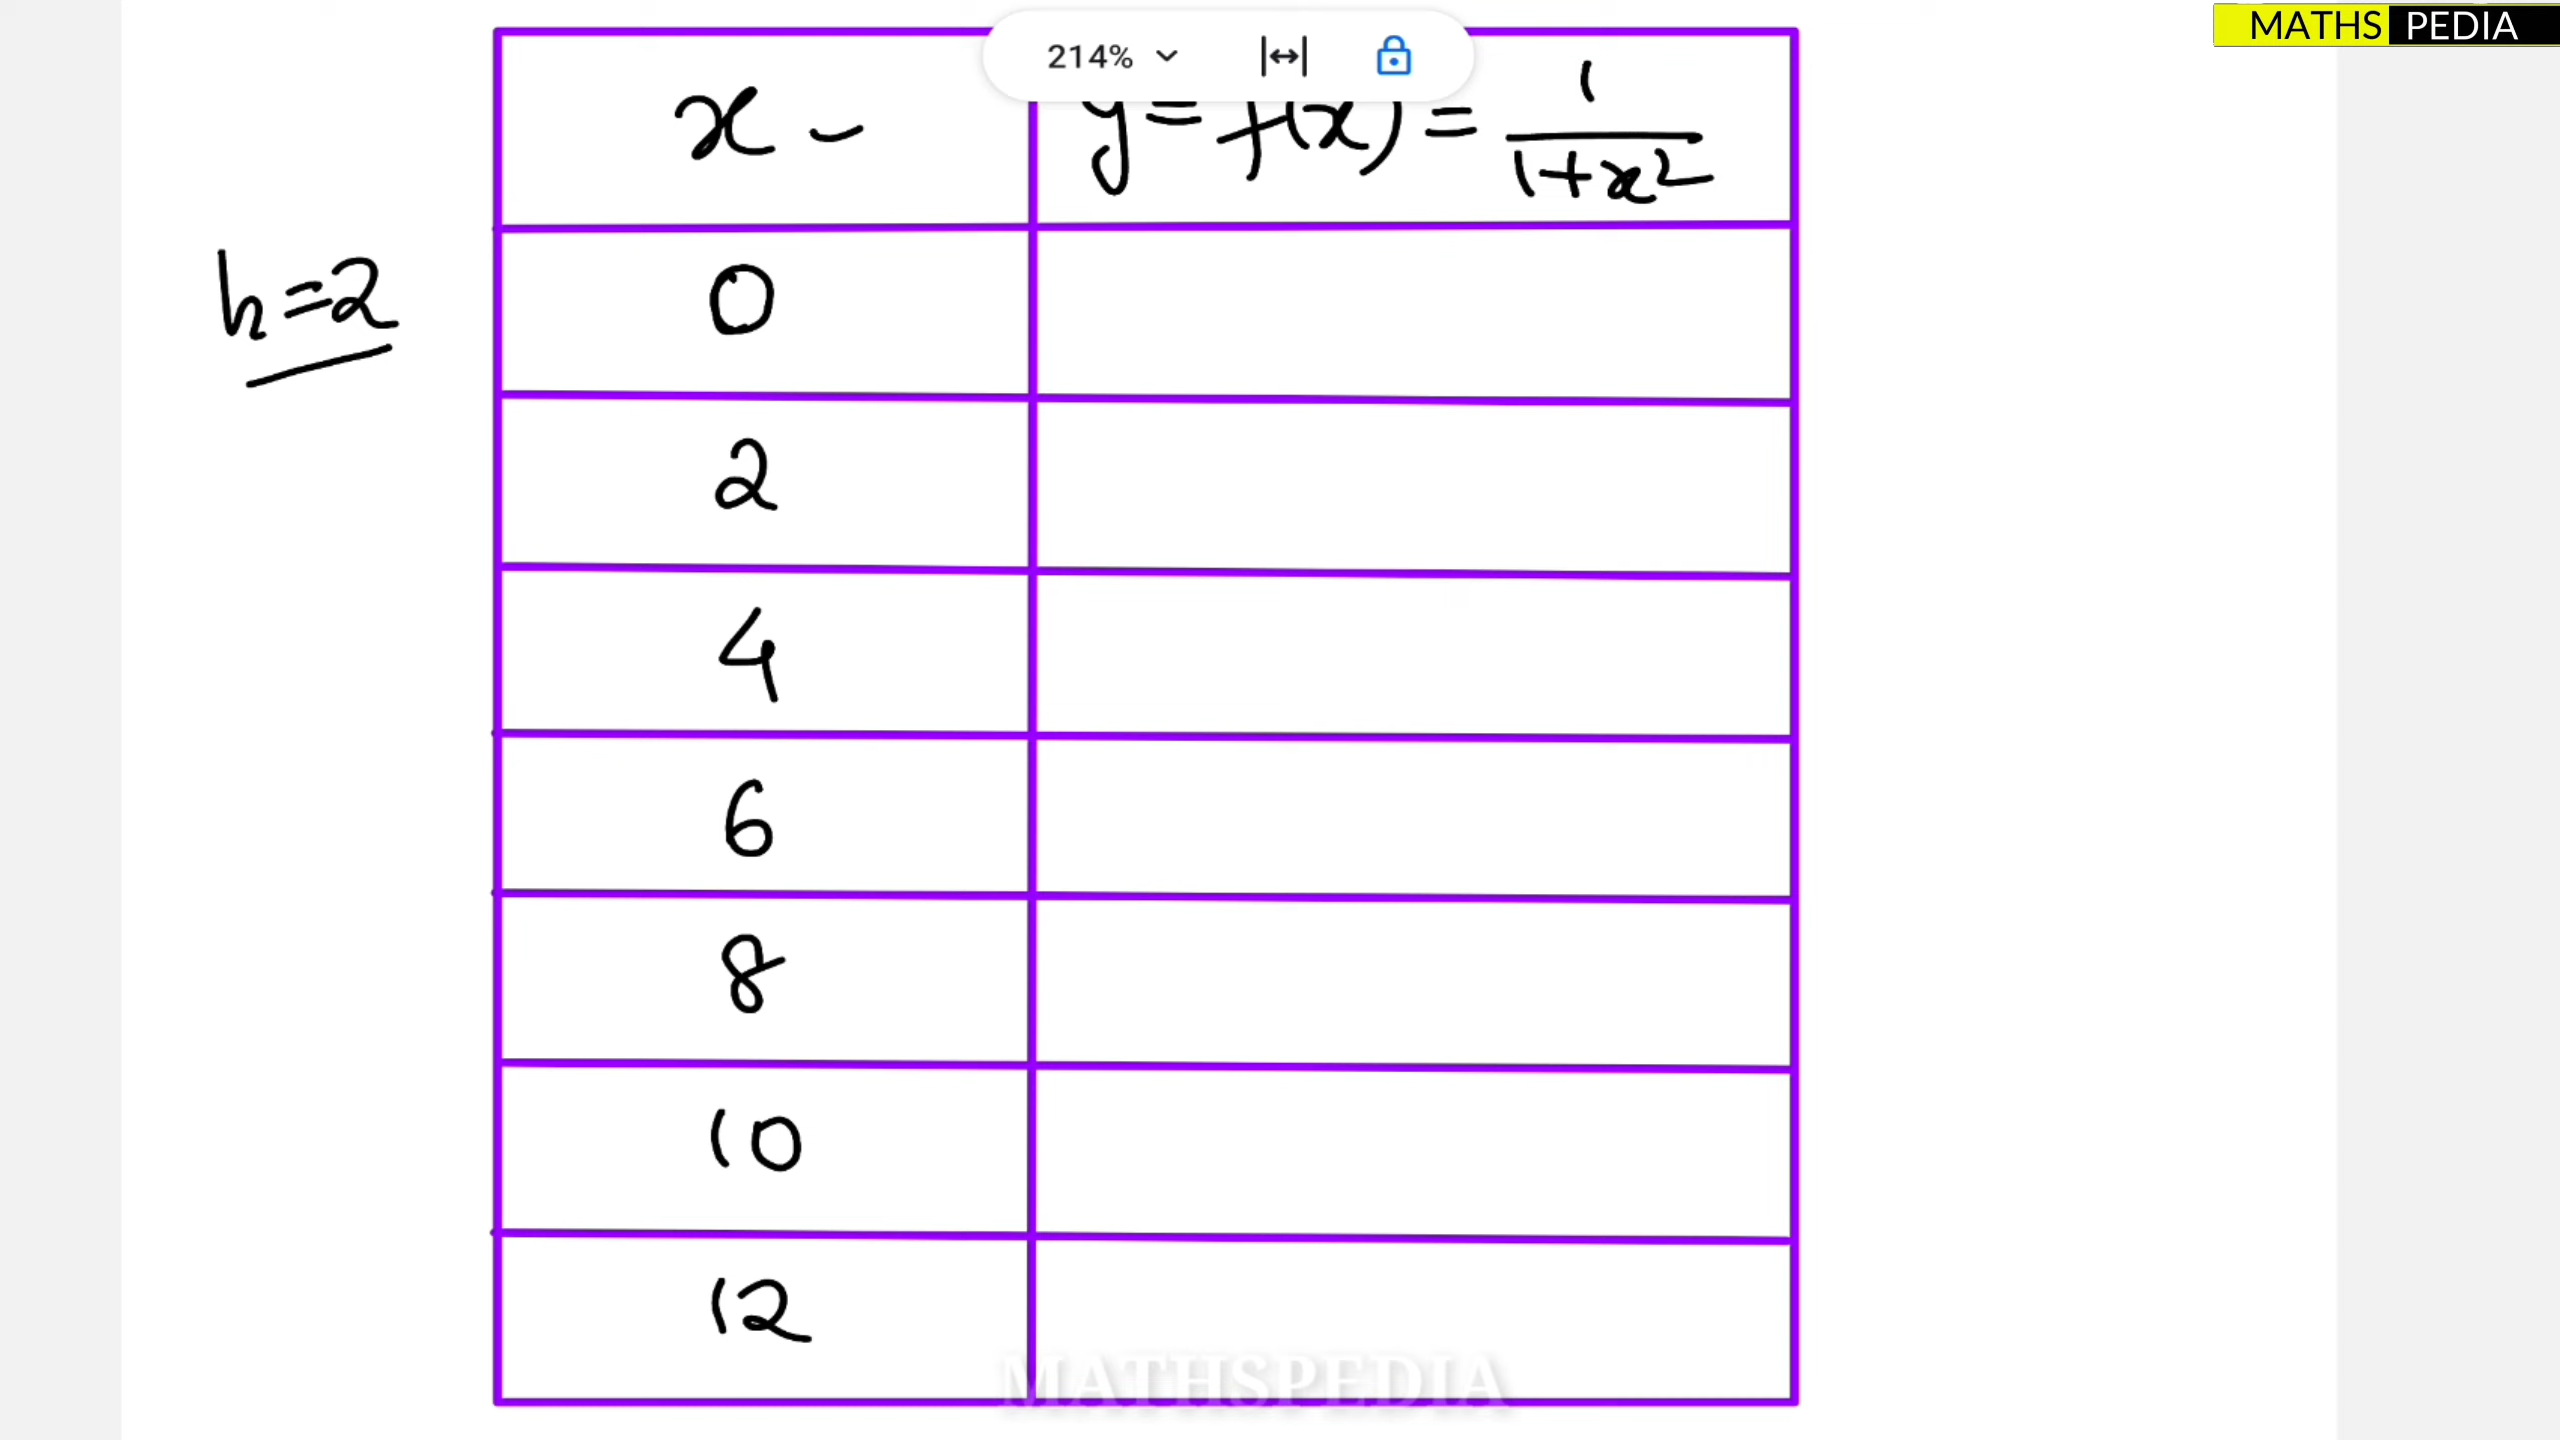 MATHS PEDIA
214%
x - y = f(x) = 1/(1+x²)
h=2
0
2
4
6
8
10
12
MATHSPEDIA